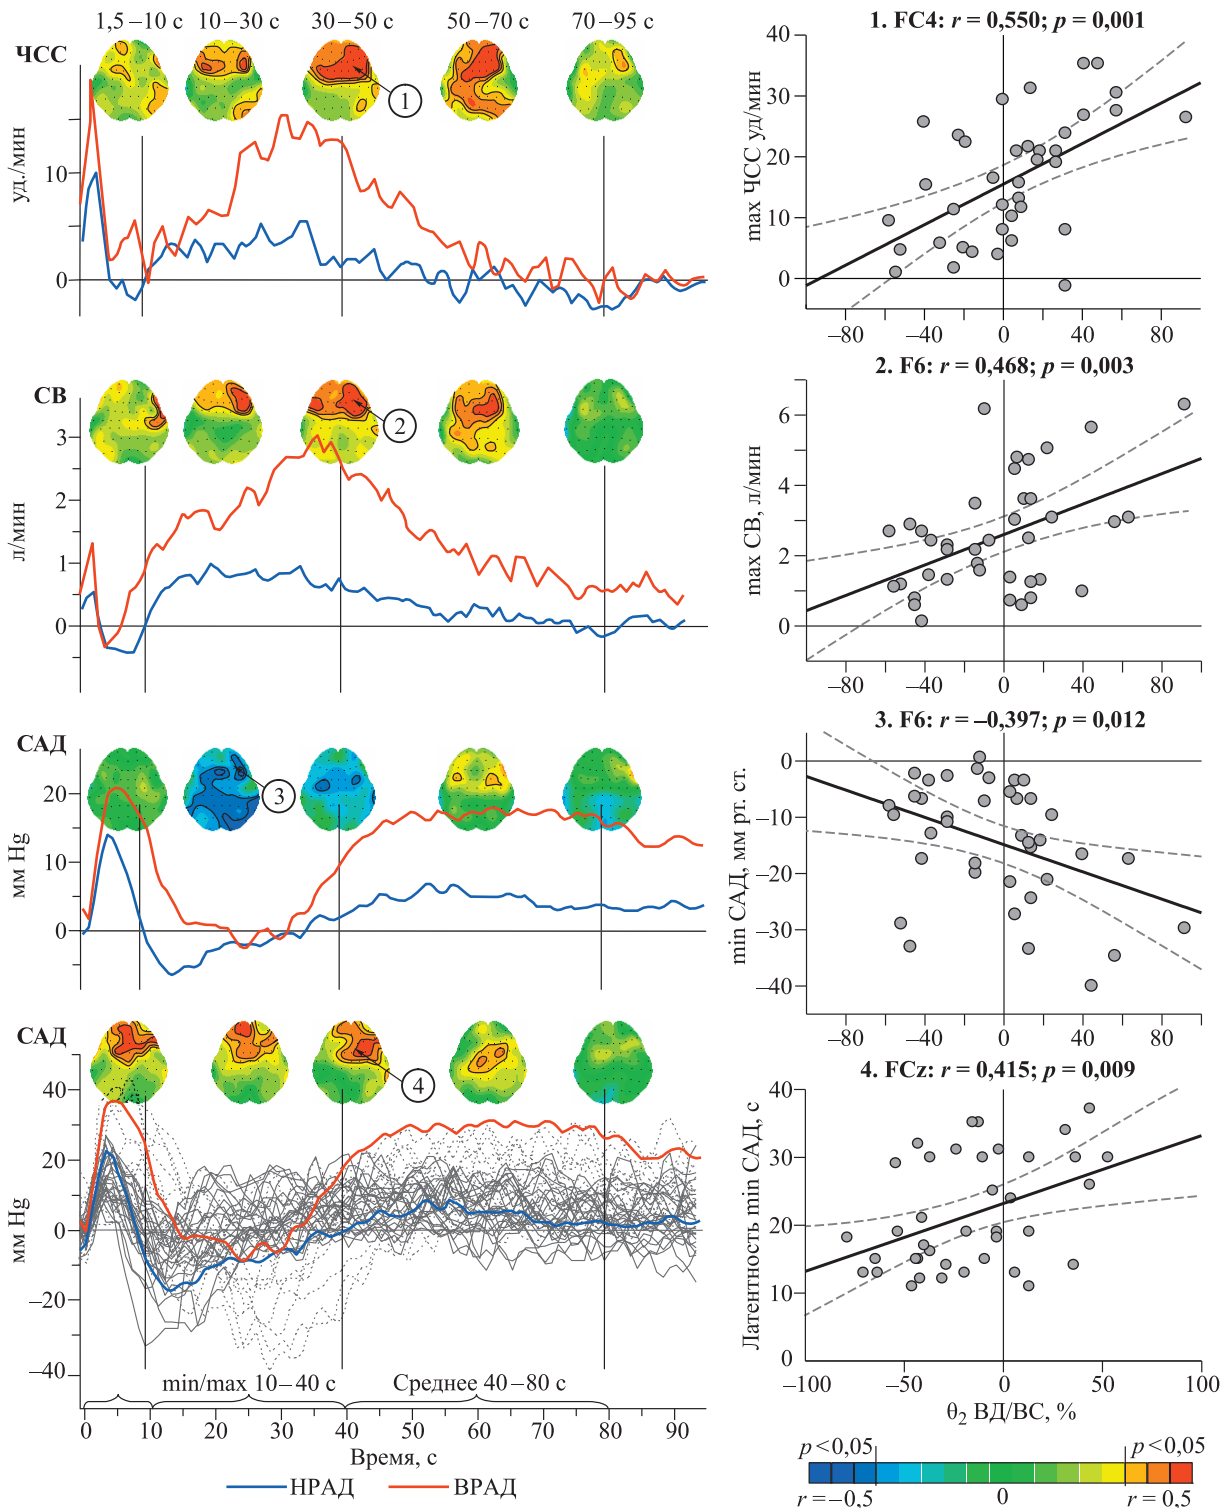 1,5–10 с 10–30 с 30–50 с 50–70 с 70–95 с
ЧСС
уд./мин
10
0
1
СВ
л/мин
3
2
1
0
2
САД
мм Hg
20
10
0
3
САД
мм Hg
40
20
0
–20
–40
4
min/max 10–40 с Среднее 40–80 с
0 10 20 30 40 50 60 70 80 90
Время, с
НРАД ВРАД
1. FC4: r = 0,550; p = 0,001
max ЧСС уд/мин
40
30
20
10
0
–80 –40 0 40 80
2. F6: r = 0,468; p = 0,003
max СВ, л/мин
6
4
2
0
–80 –40 0 40 80
3. F6: r = –0,397; p = 0,012
min САД, мм рт. ст.
0
–10
–20
–30
–40
–80 –40 0 40 80
4. FCz: r = 0,415; p = 0,009
Латентность min САД, с
40
30
20
10
0
–100 –50 0 50 100
θ₂ ВД/ВС, %
p<0,05 p<0,05
r = –0,5 0 r = 0,5